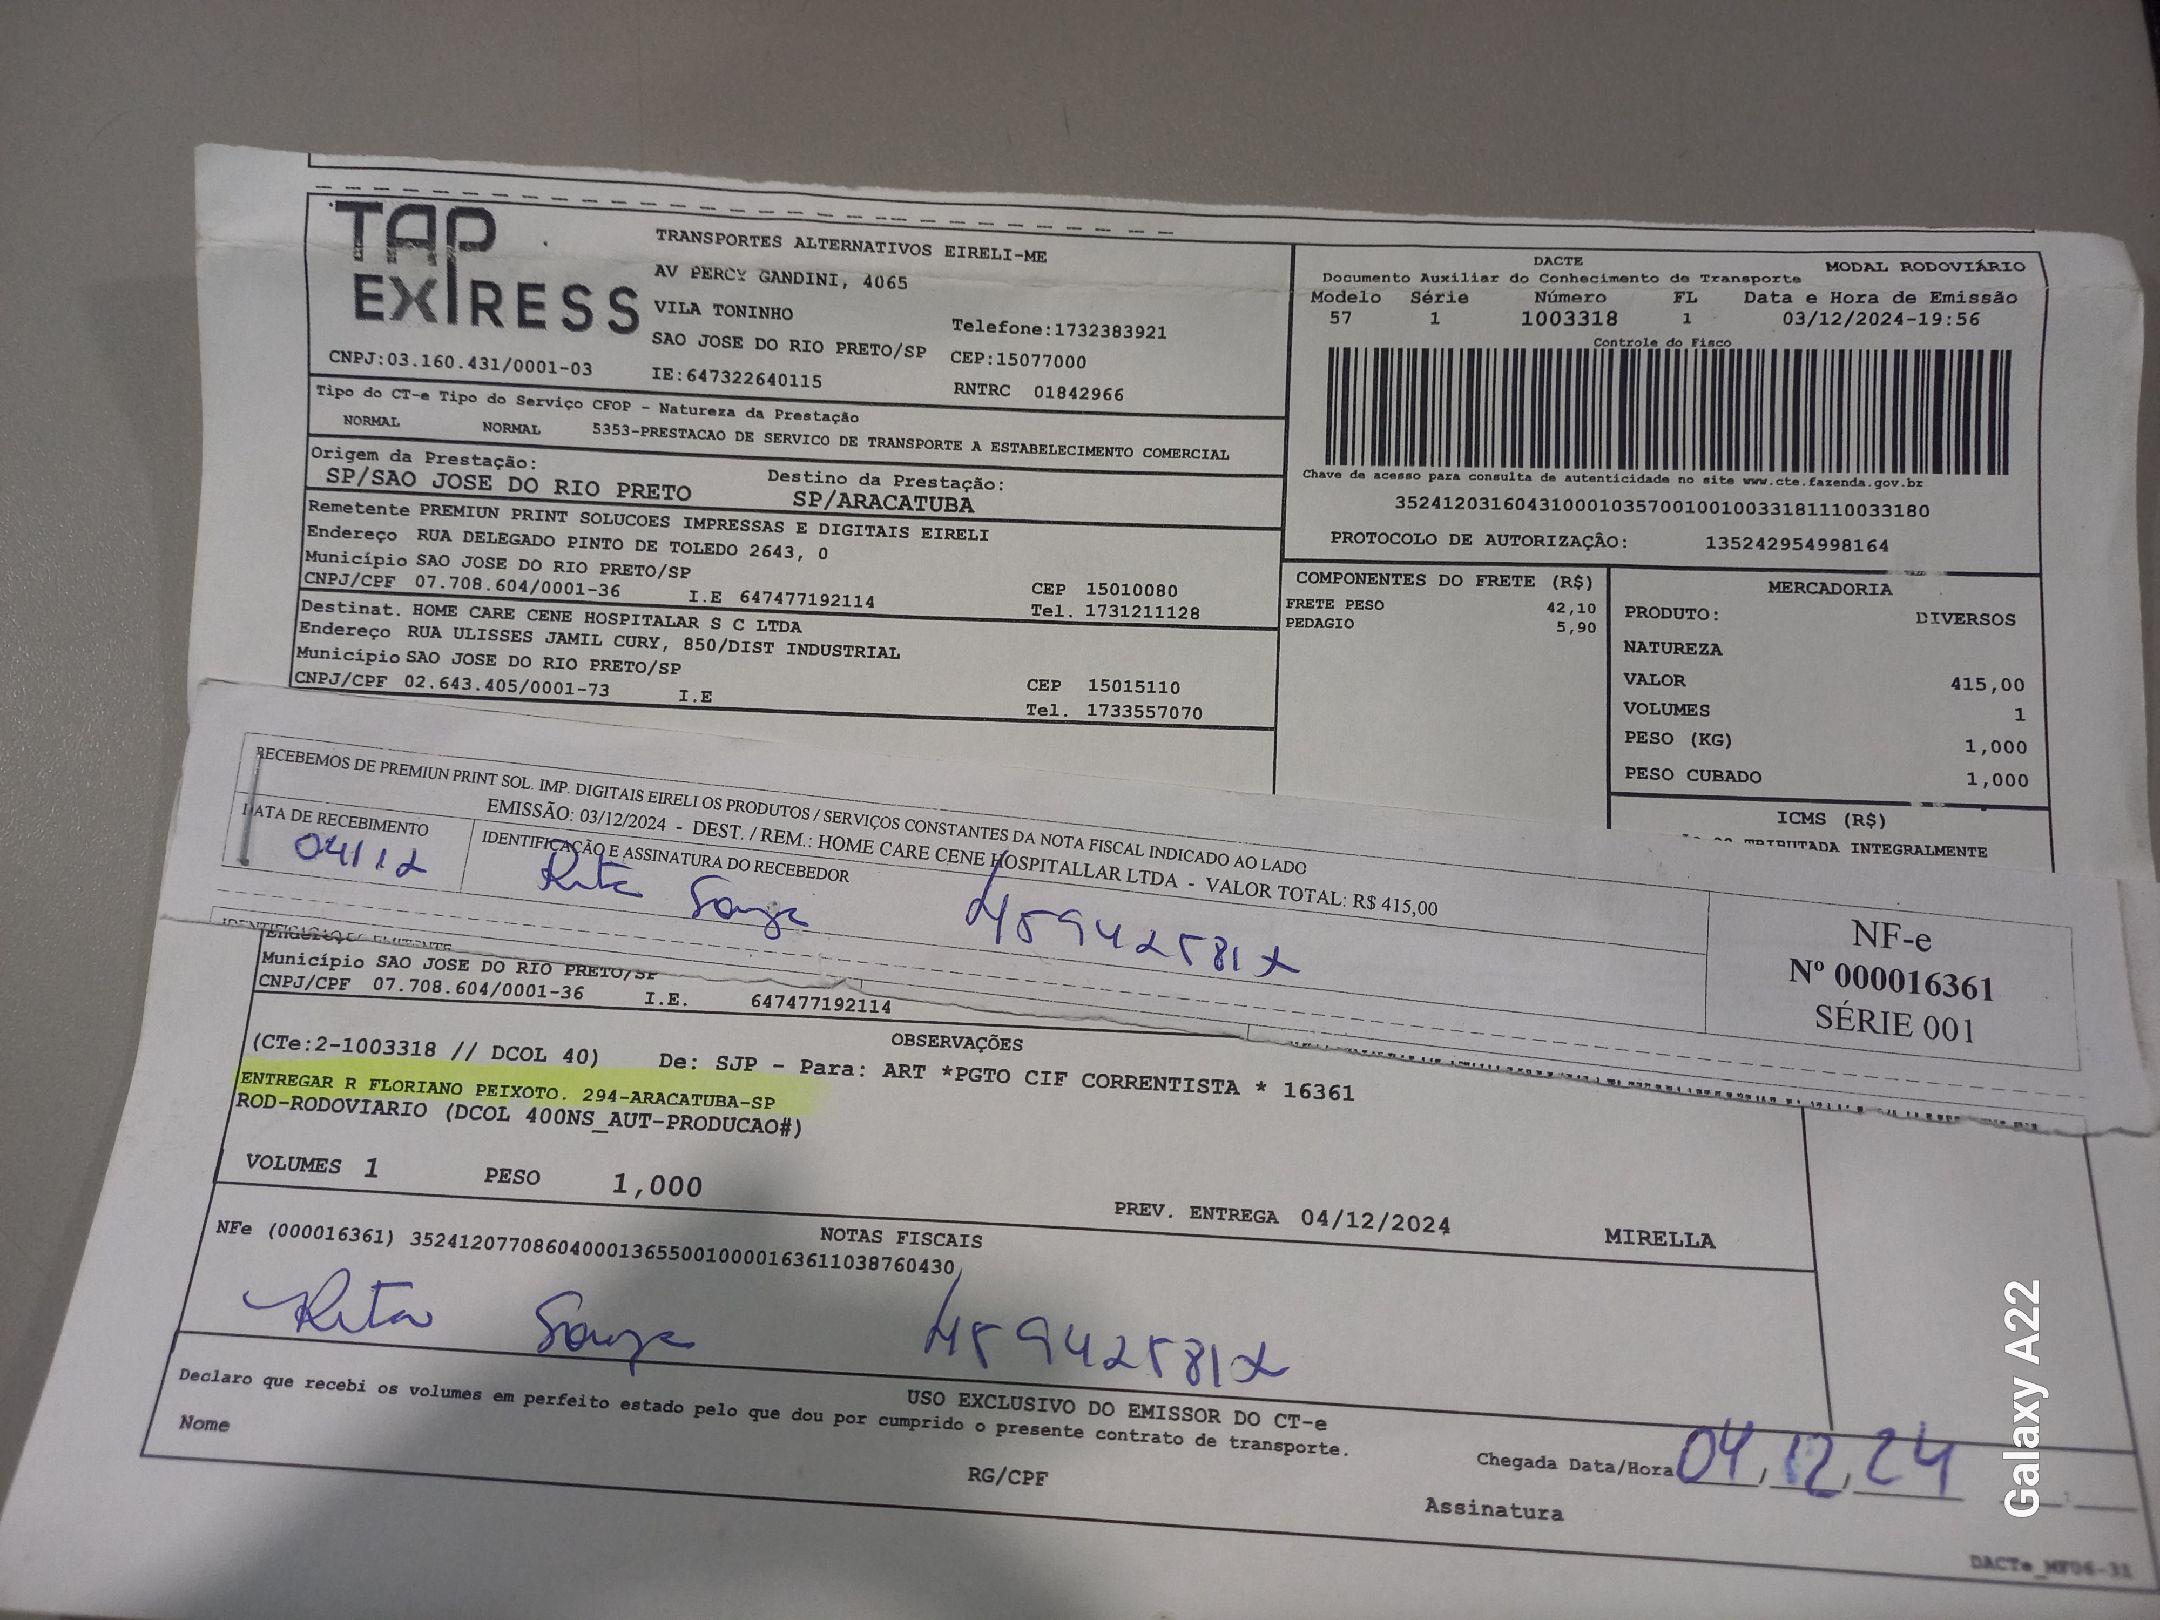 TAP
EXPRESS
TRANSPORTES ALTERNATIVOS EIRELI-ME
AV PERCY GANDINI, 4065
VILA TONINHO
Telefone:1732383921
SAO JOSE DO RIO PRETO/SP CEP:15077000
CNPJ:03.160.431/0001-03 IE:647322640115 RNTRC 01842966
DACTE MODAL RODOVIÁRIO
Documento Auxiliar do Conhecimento de Transporte
Modelo Série Número FL Data e Hora de Emissão
57 1 1003318 1 03/12/2024-19:56
Controle do Fisco
Chave de acesso para consulta de autenticidade no site www.cte.fazenda.gov.br
35241203160431000103570010010033181110033180
PROTOCOLO DE AUTORIZAÇÃO: 135242954998164
Tipo do CT-e Tipo do Serviço CFOP - Natureza da Prestação
NORMAL NORMAL 5353-PRESTACAO DE SERVICO DE TRANSPORTE A ESTABELECIMENTO COMERCIAL
Origem da Prestação: Destino da Prestação:
SP/SAO JOSE DO RIO PRETO SP/ARACATUBA
Remetente PREMIUN PRINT SOLUCOES IMPRESSAS E DIGITAIS EIRELI
Endereço RUA DELEGADO PINTO DE TOLEDO 2643, 0
Município SAO JOSE DO RIO PRETO/SP CEP 15010080
CNPJ/CPF 07.708.604/0001-36 I.E 647477192114 Tel. 1731211128
Destinat. HOME CARE CENE HOSPITALAR S C LTDA
Endereço RUA ULISSES JAMIL CURY, 850/DIST INDUSTRIAL
Município SAO JOSE DO RIO PRETO/SP CEP 15015110
CNPJ/CPF 02.643.405/0001-73 I.E Tel. 1733557070
COMPONENTES DO FRETE (R$)
FRETE PESO 42,10
PEDAGIO 5,90
MERCADORIA
PRODUTO: DIVERSOS
NATUREZA
VALOR 415,00
VOLUMES 1
PESO (KG) 1,000
PESO CUBADO 1,000
ICMS (R$)
TRIBUTADA INTEGRALMENTE
RECEBEMOS DE PREMIUN PRINT SOL. IMP. DIGITAIS EIRELI OS PRODUTOS / SERVIÇOS CONSTANTES DA NOTA FISCAL INDICADO AO LADO
EMISSÃO: 03/12/2024 - DEST. / REM.: HOME CARE CENE HOSPITALLAR LTDA - VALOR TOTAL: R$ 415,00
DATA DE RECEBIMENTO IDENTIFICAÇÃO E ASSINATURA DO RECEBEDOR
04/12 Rita Souza
NF-e
Nº 000016361
SÉRIE 001
Município SAO JOSE DO RIO PRETO/SP
CNPJ/CPF 07.708.604/0001-36 I.E. 647477192114
OBSERVAÇÕES
(CTe:2-1003318 // DCOL 40) De: SJP - Para: ART *PGTO CIF CORRENTISTA * 16361
ENTREGAR R FLORIANO PEIXOTO. 294-ARACATUBA-SP
ROD-RODOVIARIO (DCOL 400NS_AUT-PRODUCAO#)
VOLUMES 1 PESO 1,000
PREV. ENTREGA 04/12/2024 MIRELLA
NOTAS FISCAIS
NFe (000016361) 35241207708604000136550010000163611038760430
Rita Souza
USO EXCLUSIVO DO EMISSOR DO CT-e
Declaro que recebi os volumes em perfeito estado pelo que dou por cumprido o presente contrato de transporte.
Nome RG/CPF Assinatura
Chegada Data/Hora 04/12/24
DACTe_MF06-31
Galaxy A22